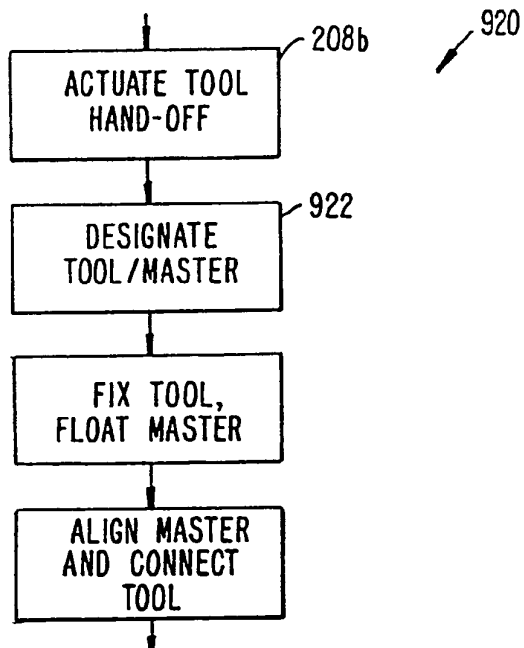 920
208b
ACTUATE TOOL
HAND-OFF
922
DESIGNATE
TOOL/MASTER
FIX TOOL,
FLOAT MASTER
ALIGN MASTER
AND CONNECT
TOOL